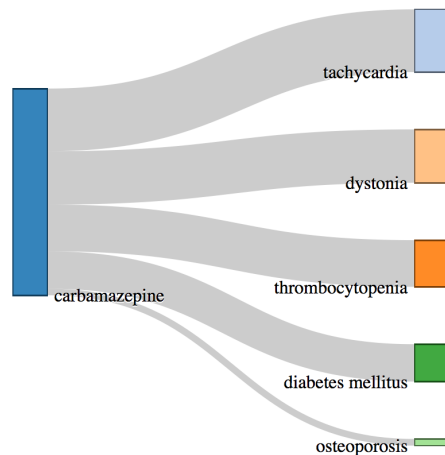 tachycardia
dystonia
thrombocytopenia
carbamazepine
diabetes mellitus
osteoporosis